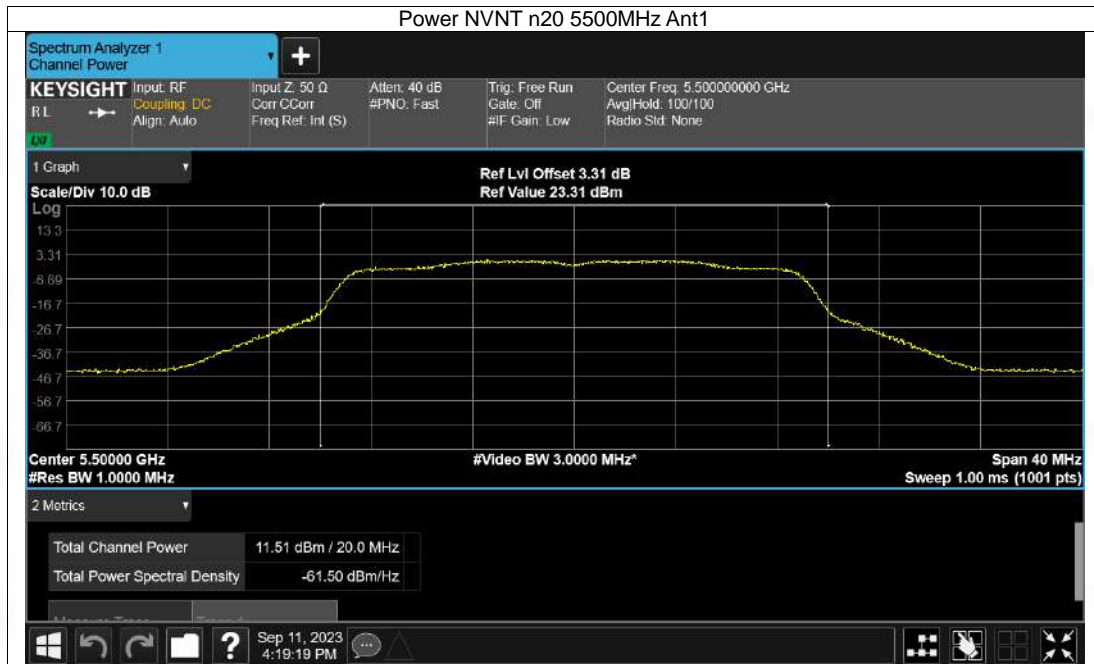 Power NVNT n20 5500MHz Ant1
Spectrum Analyzer 1
Channel Power
KEYSIGHT
RL
Input: RF
Coupling: DC
Align: Auto
Input Z: 50 Ω
Corr CCorr
Freq Ref: Int (S)
Atten: 40 dB
#PNO: Fast
Trig: Free Run
Gate: Off
#IF Gain: Low
Center Freq: 5.500000000 GHz
Avg|Hold: 100/100
Radio Std: None
LXI
1 Graph
Scale/Div 10.0 dB
Ref Lvl Offset 3.31 dB
Ref Value 23.31 dBm
Log
13.3
3.31
-6.69
-16.7
-26.7
-36.7
-46.7
-56.7
-66.7
Center 5.50000 GHz
#Video BW 3.0000 MHz*
Span 40 MHz
#Res BW 1.0000 MHz
Sweep 1.00 ms (1001 pts)
2 Metrics
Total Channel Power 11.51 dBm / 20.0 MHz
Total Power Spectral Density -61.50 dBm/Hz
?
Sep 11, 2023
4:19:19 PM